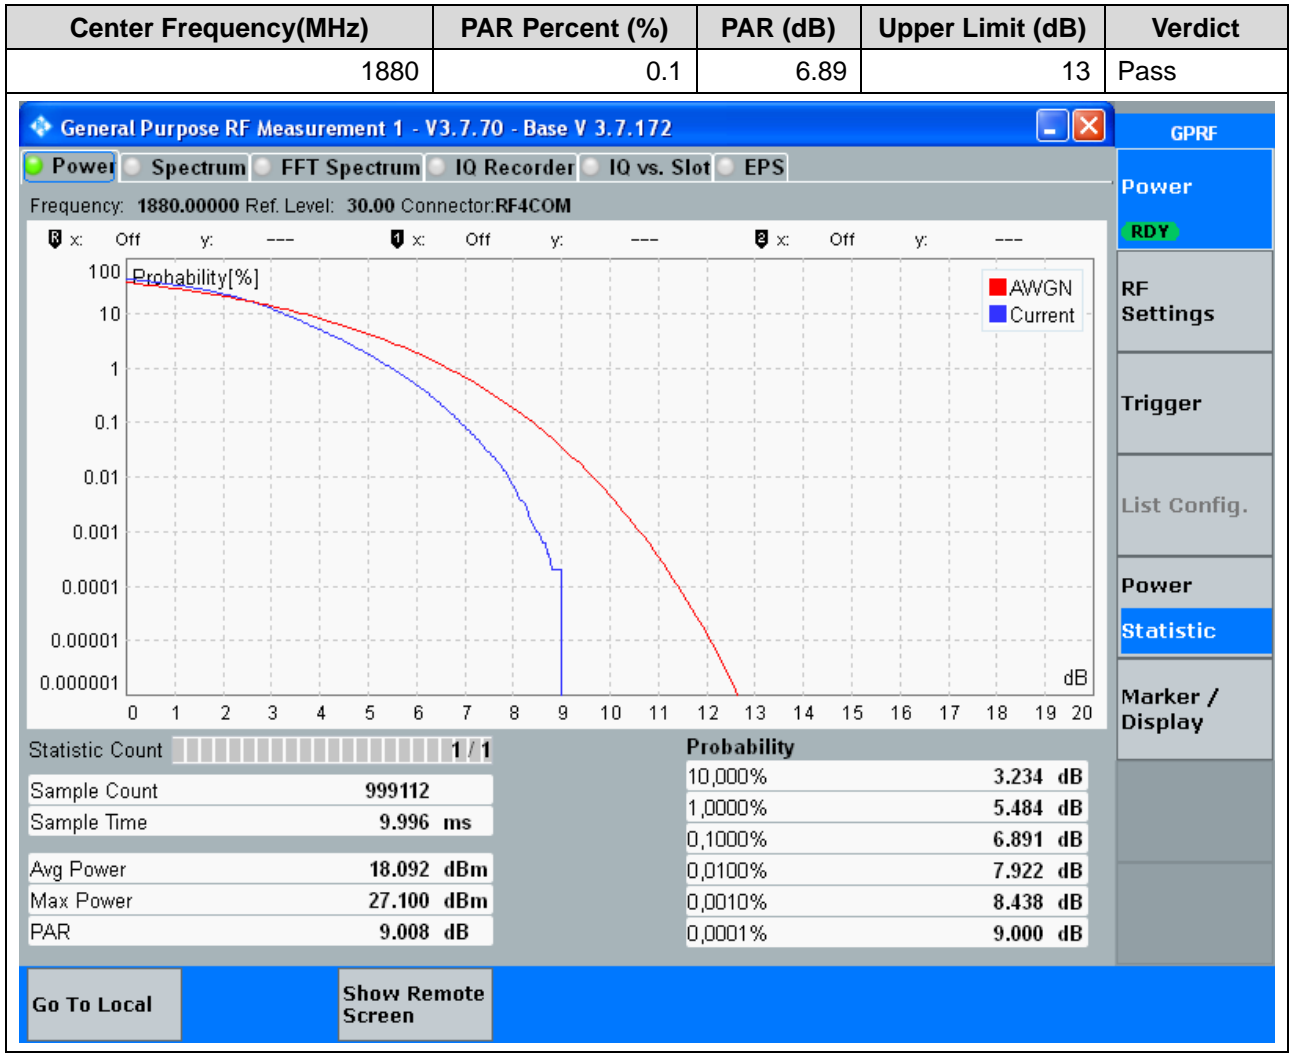 Center Frequency(MHz) PAR Percent (%) PAR (dB) Upper Limit (dB) Verdict
1880 0.1 6.89 13 Pass
General Purpose RF Measurement 1 - V3.7.70 - Base V 3.7.172
GPRF
Power Spectrum FFT Spectrum IQ Recorder IQ vs. Slot EPS
Frequency: 1880.00000 Ref. Level: 30.00 Connector:RF4COM
Power
RDY
R x: Off y: --- 1 x: Off y: --- 2 x: Off y: ---
100 Probability[%]
AWGN
Current
10
1
0.1
0.01
0.001
0.0001
0.00001
0.000001
dB
0 1 2 3 4 5 6 7 8 9 10 11 12 13 14 15 16 17 18 19 20
RF
Settings
Trigger
List Config.
Power
Statistic
Marker /
Display
Statistic Count 1 / 1
Sample Count 999112
Sample Time 9.996 ms
Avg Power 18.092 dBm
Max Power 27.100 dBm
PAR 9.008 dB
Probability
10,000% 3.234 dB
1,0000% 5.484 dB
0,1000% 6.891 dB
0,0100% 7.922 dB
0,0010% 8.438 dB
0,0001% 9.000 dB
Go To Local
Show Remote
Screen